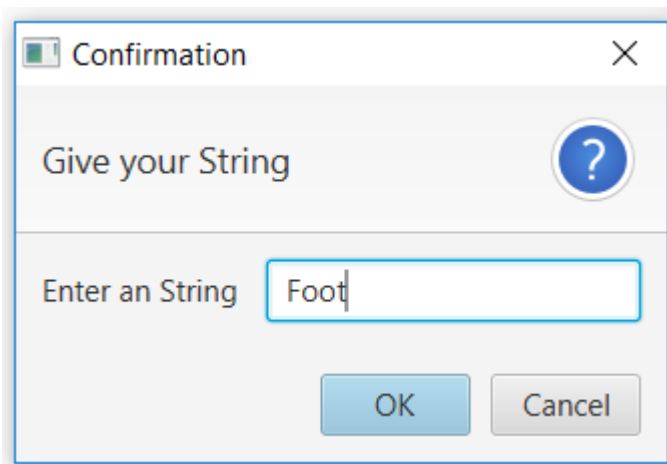 Confirmation
Give your String
?
Enter an String Foot
OK Cancel